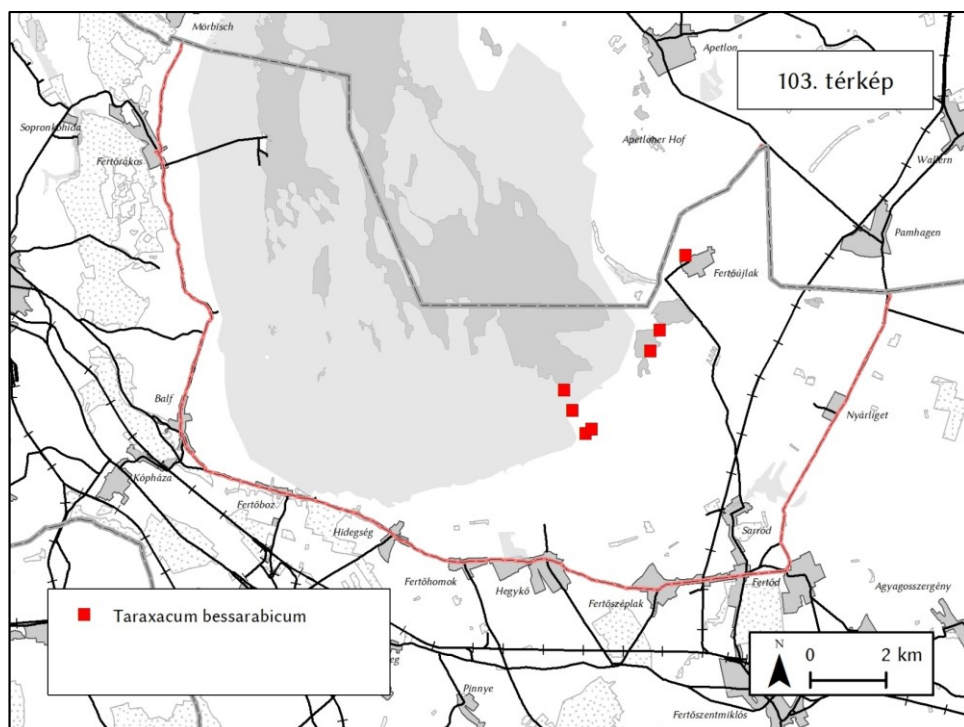 Mörbisch
Apetlon
103. térkép
Sopronkőhida
Fertőrákos
Apetloner Hof
Wallern
Pamhagen
Fertőújlak
Balf
Nyárliget
Kópháza
Fertőboz
Hidegség
Sarród
Fertőhomok
Hegykő
Fertőszéplak
Fertőd
Agyagosszergény
Taraxacum bessarabicum
N
0 2 km
Pinnye
Fertőszentmiklós